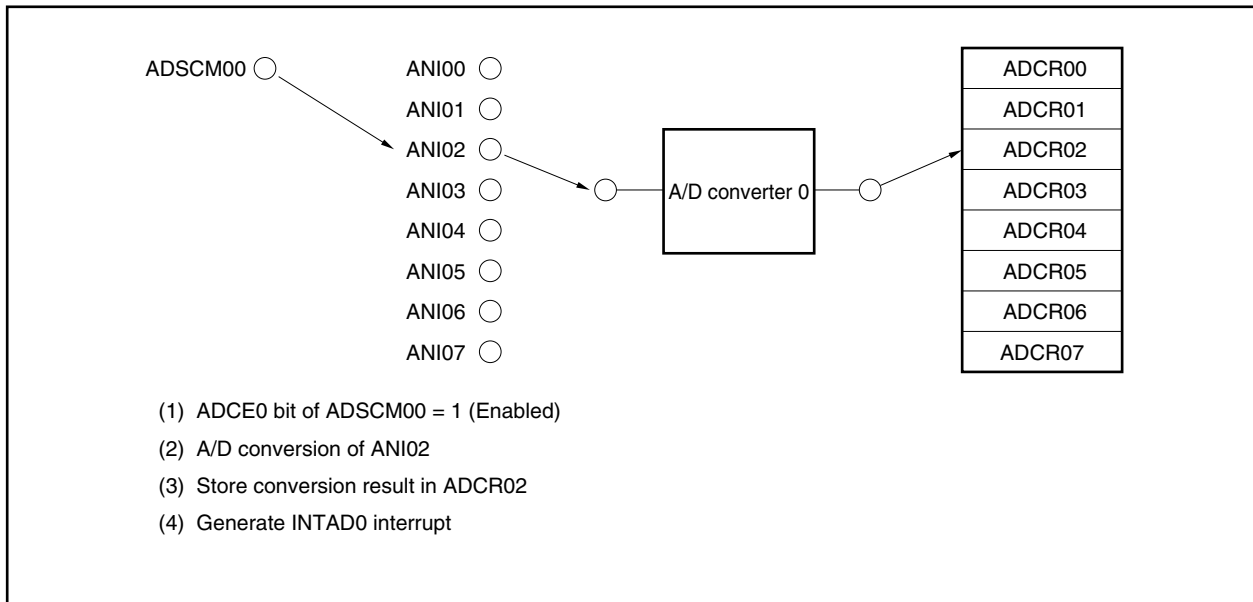 ADSCM00 ANI00 ADCR00
ANI01 ADCR01
ANI02 ADCR02
ANI03 A/D converter 0 ADCR03
ANI04 ADCR04
ANI05 ADCR05
ANI06 ADCR06
ANI07 ADCR07
(1) ADCE0 bit of ADSCM00 = 1 (Enabled)
(2) A/D conversion of ANI02
(3) Store conversion result in ADCR02
(4) Generate INTAD0 interrupt